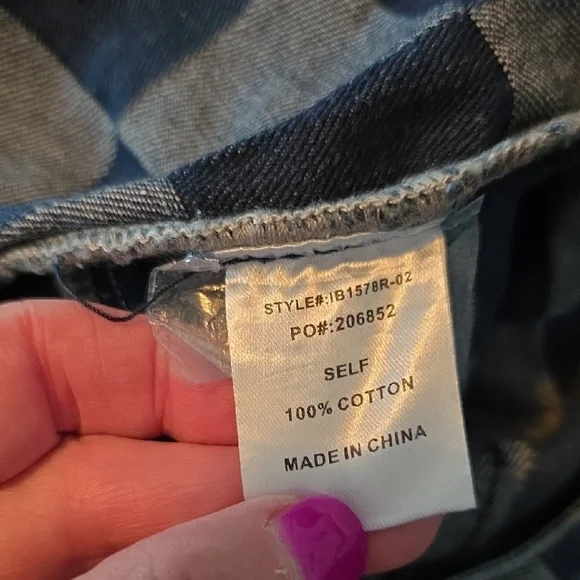 STYLE#:IB1578R-02
PO#:206852
SELF
100% COTTON
MADE IN CHINA